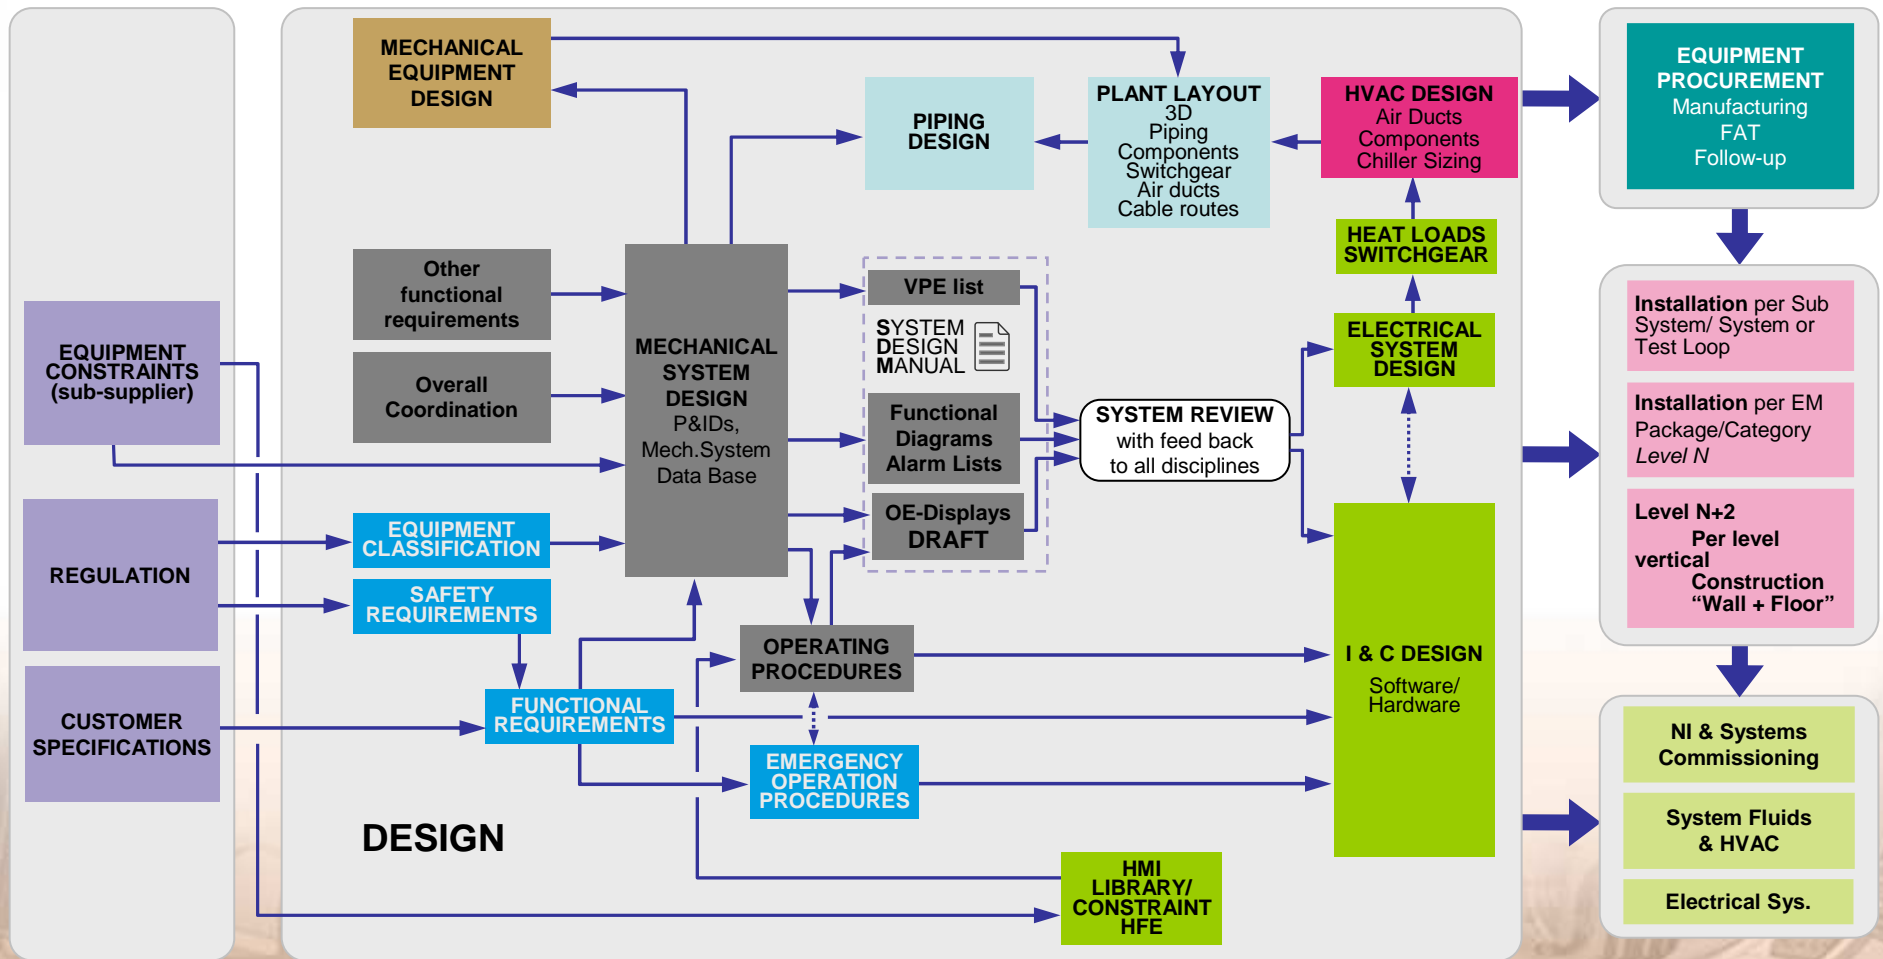 EQUIPMENT
CONSTRAINTS
(sub-supplier)
REGULATION
CUSTOMER
SPECIFICATIONS
MECHANICAL
EQUIPMENT
DESIGN
Other
functional
requirements
Overall
Coordination
EQUIPMENT
CLASSIFICATION
SAFETY
REQUIREMENTS
FUNCTIONAL
REQUIREMENTS
DESIGN
MECHANICAL
SYSTEM
DESIGN
P&IDs,
Mech.System
Data Base
OPERATING
PROCEDURES
EMERGENCY
OPERATION
PROCEDURES
PIPING
DESIGN
VPE list
SYSTEM
DESIGN
MANUAL
Functional
Diagrams
Alarm Lists
OE-Displays
DRAFT
PLANT LAYOUT
3D
Piping
Components
Switchgear
Air ducts
Cable routes
SYSTEM REVIEW
with feed back
to all disciplines
HMI
LIBRARY/
CONSTRAINT
HFE
HVAC DESIGN
Air Ducts
Components
Chiller Sizing
HEAT LOADS
SWITCHGEAR
ELECTRICAL
SYSTEM
DESIGN
I & C DESIGN
Software/
Hardware
EQUIPMENT
PROCUREMENT
Manufacturing
FAT
Follow-up
Installation per Sub
System/ System or
Test Loop
Installation per EM
Package/Category
Level N
Level N+2
Per level
vertical
Construction
“Wall + Floor”
NI & Systems
Commissioning
System Fluids
& HVAC
Electrical Sys.